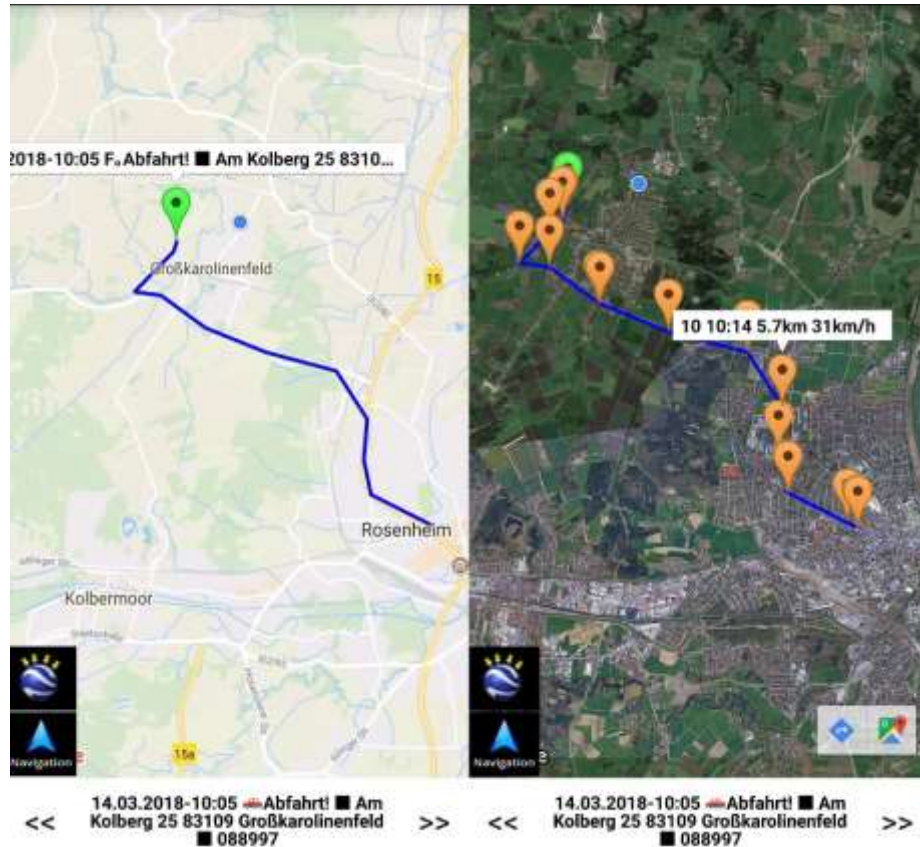 2018-10:05 F. Abfahrt! ■ Am Kolberg 25 8310...
Großkarolinenfeld
15
Rosenheim
Kolbermoor
15a
Navigation
<< 14.03.2018-10:05 Abfahrt! ■ Am >>
Kolberg 25 83109 Großkarolinenfeld
■ 088997
10 10:14 5.7km 31km/h
Navigation
<< 14.03.2018-10:05 Abfahrt! ■ Am >>
Kolberg 25 83109 Großkarolinenfeld
■ 088997